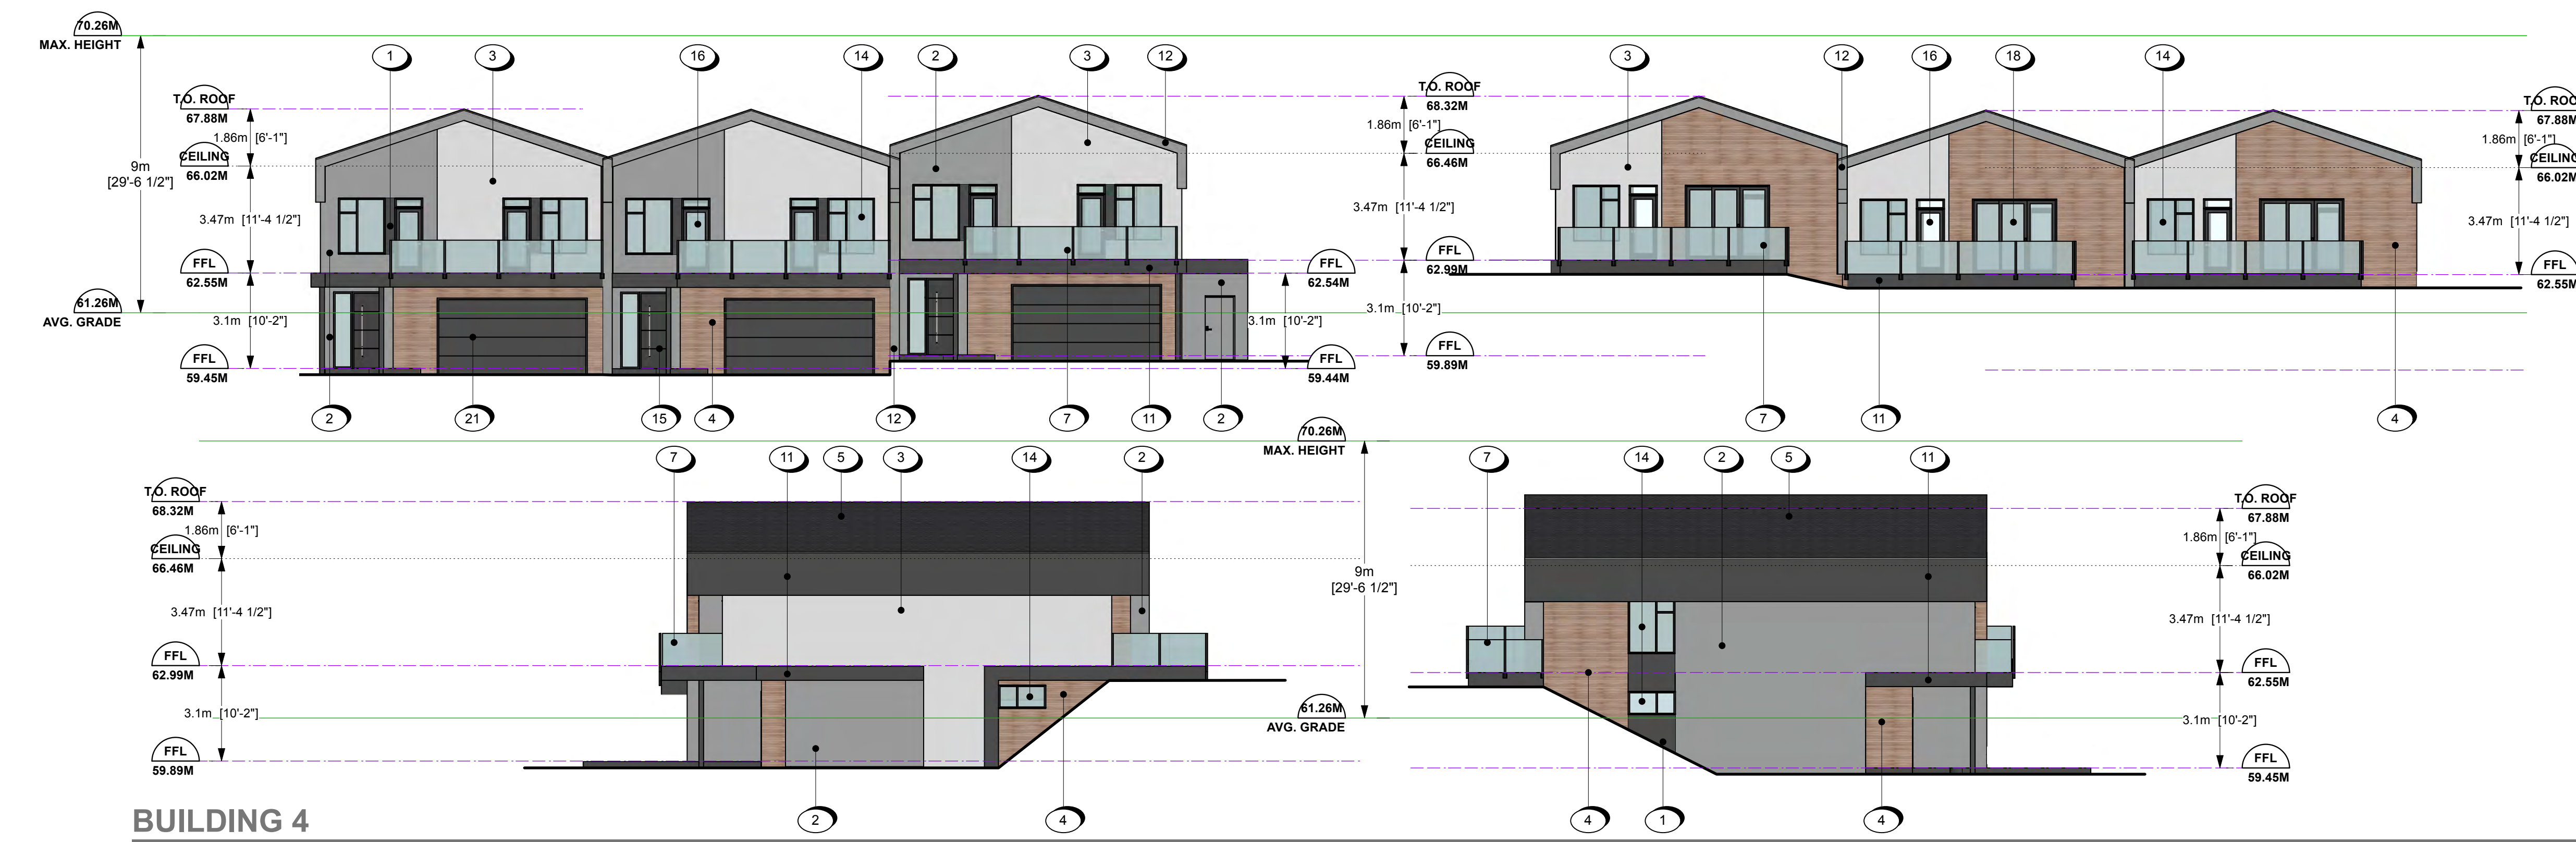 70.26M
MAX. HEIGHT
1
3
16
14
2
3
12
3
12
16
18
14
T.O. ROOF
67.88M
1.86m [6'-1"]
CEILING
66.02M
9m
[29'-6 1/2"]
3.47m [11'-4 1/2"]
FFL
62.55M
61.26M
AVG. GRADE
3.1m [10'-2"]
FFL
59.45M
FFL
62.54M
3.1m [10'-2"]
FFL
59.44M
T.O. ROOF
68.32M
1.86m [6'-1"]
CEILING
66.46M
3.47m [11'-4 1/2"]
FFL
62.99M
3.1m [10'-2"]
FFL
59.89M
T.O. ROOF
67.88M
1.86m [6'-1"]
CEILING
66.02M
3.47m [11'-4 1/2"]
FFL
62.55M
2
21
15
4
12
7
11
2
7
11
4
70.26M
MAX. HEIGHT
7
11
5
3
14
2
7
14
2
5
11
T.O. ROOF
68.32M
1.86m [6'-1"]
CEILING
66.46M
3.47m [11'-4 1/2"]
FFL
62.99M
3.1m [10'-2"]
FFL
59.89M
9m
[29'-6 1/2"]
61.26M
AVG. GRADE
T.O. ROOF
67.88M
1.86m [6'-1"]
CEILING
66.02M
3.47m [11'-4 1/2"]
FFL
62.55M
3.1m [10'-2"]
FFL
59.45M
2
4
4
1
4
BUILDING 4